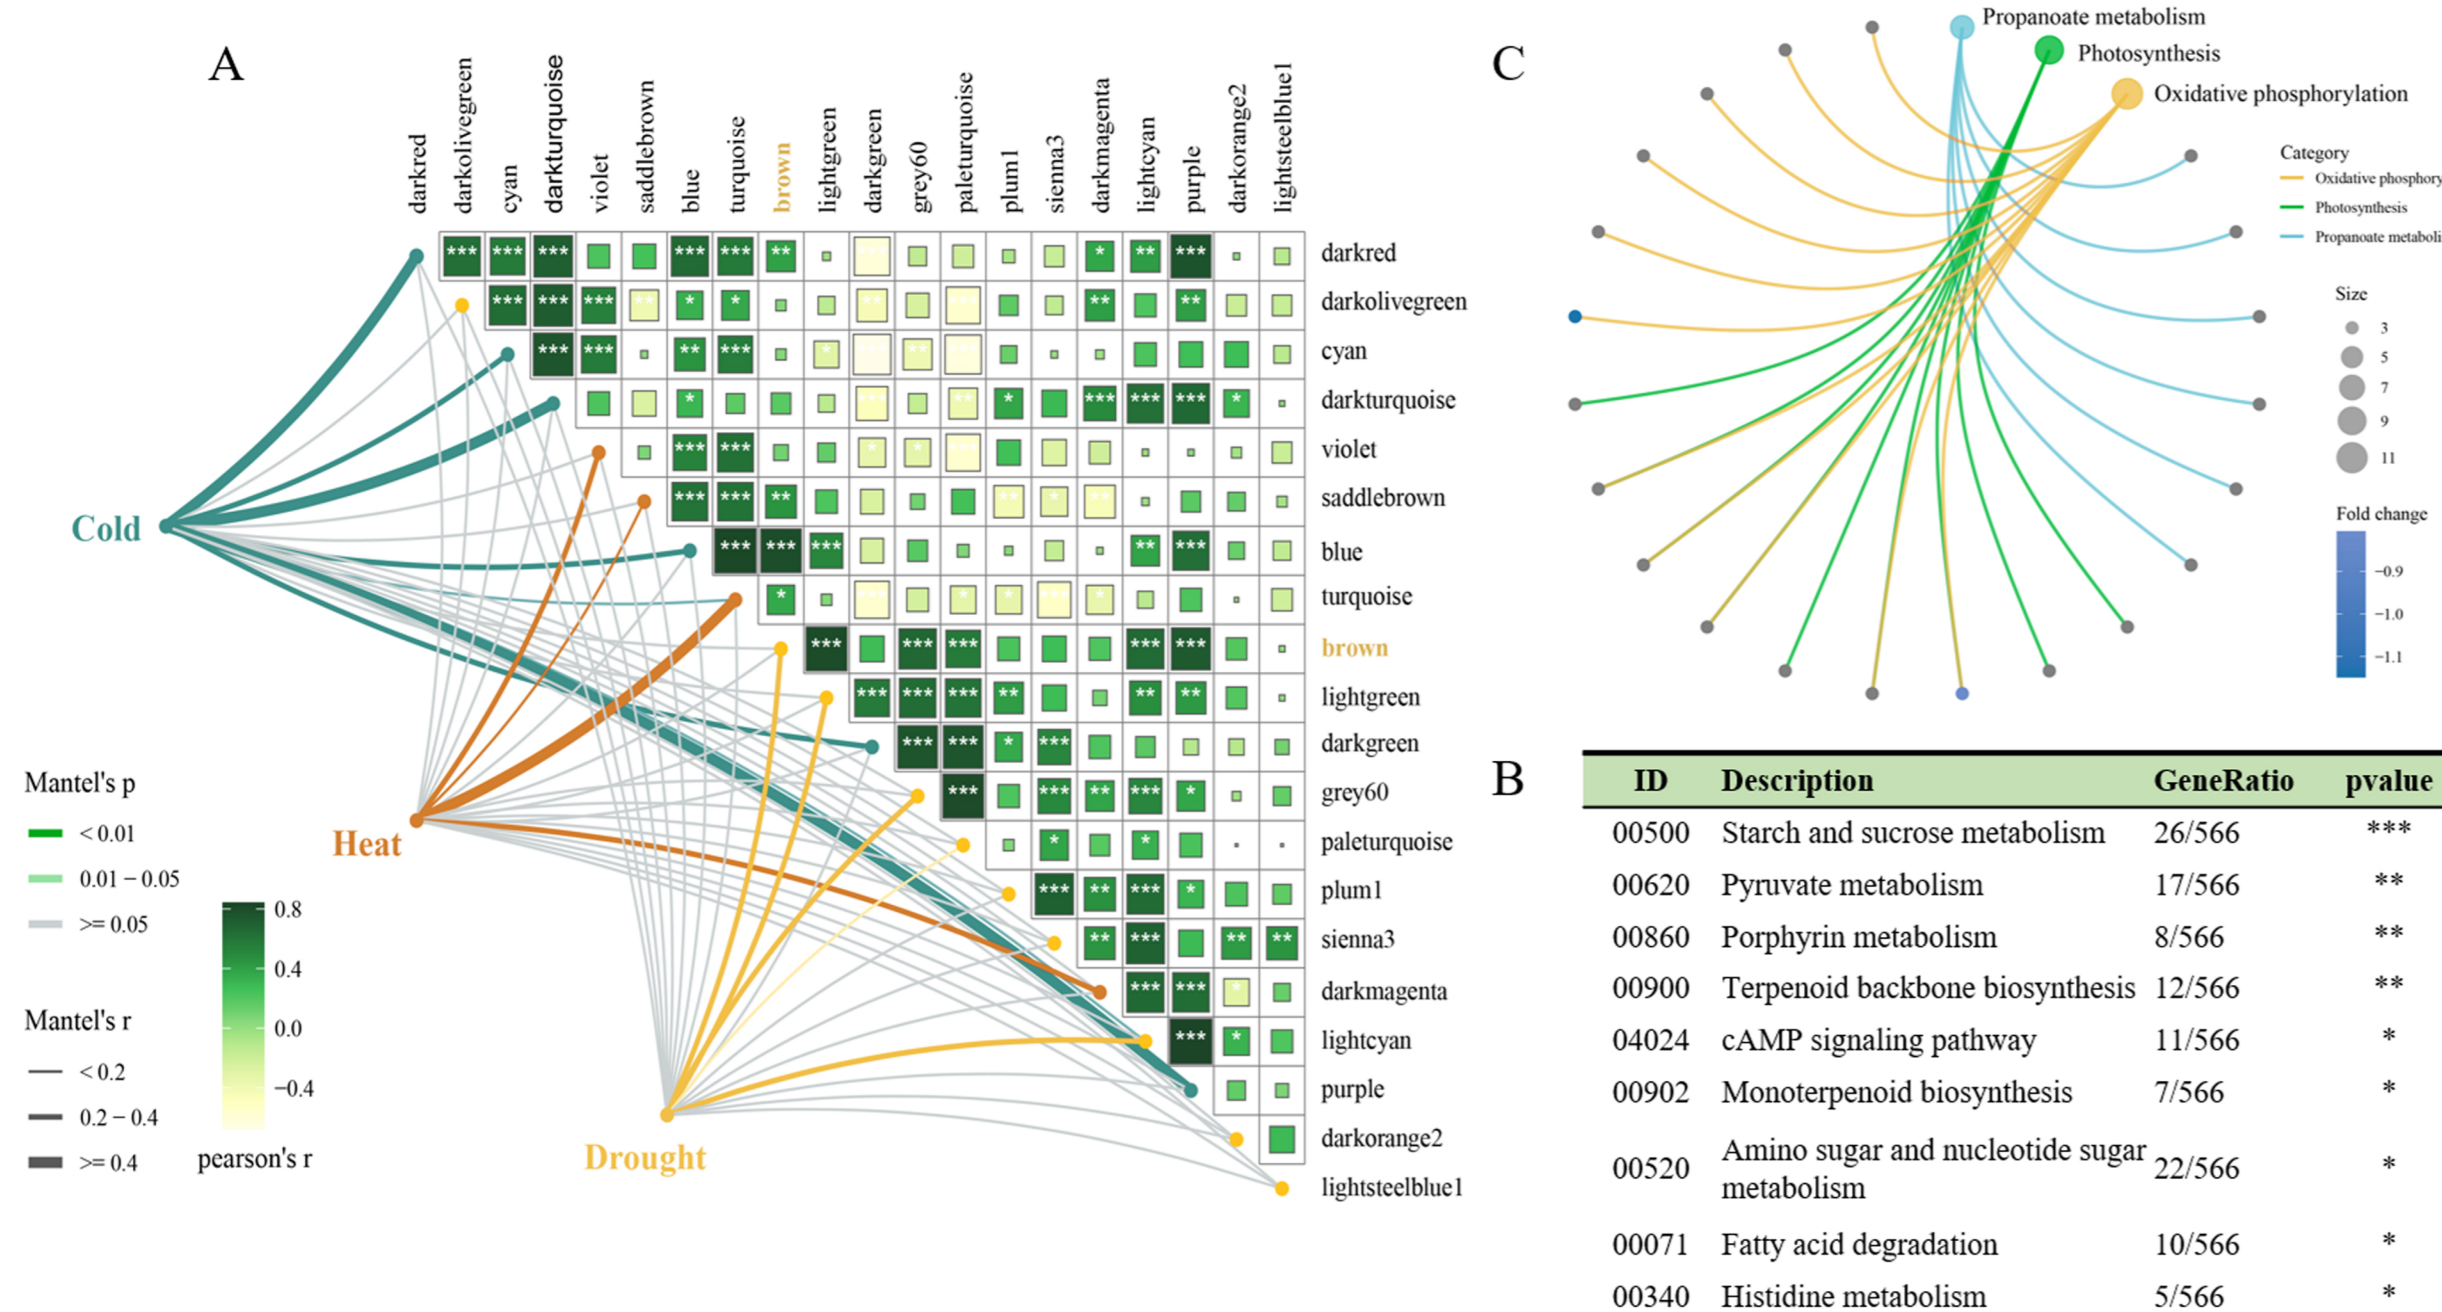 A
darkred
darkolivegreen
cyan
darkturquoise
violet
saddlebrown
blue
turquoise
brown
lightgreen
darkgreen
grey60
paleturquoise
plum1
sienna3
darkmagenta
lightcyan
purple
darkorange2
lightsteelblue1
*** *** *** *** *** ** * ** *** darkred
*** *** *** ** * * ** *** ** ** darkolivegreen
*** *** ** *** * ** *** cyan
* *** ** * *** *** *** * darkturquoise
*** *** * * *** violet
*** *** ** ** * ** saddlebrown
*** *** *** ** *** blue
* *** * * *** * turquoise
*** *** *** *** *** brown
*** *** *** ** ** ** lightgreen
*** *** * *** darkgreen
*** *** ** *** * grey60
* * paleturquoise
*** ** *** * plum1
** *** ** ** sienna3
*** *** * darkmagenta
*** * lightcyan
purple
darkorange2
lightsteelblue1
Cold
Heat
Drought
Mantel's p
< 0.01
0.01 – 0.05
>= 0.05
Mantel's r
< 0.2
0.2 – 0.4
>= 0.4
0.8
0.4
0.0
−0.4
pearson's r
C
Propanoate metabolism
Photosynthesis
Oxidative phosphorylation
Category
Oxidative phosphory
Photosynthesis
Propanoate metaboli
Size
3
5
7
9
11
Fold change
−0.9
−1.0
−1.1
B
ID Description GeneRatio pvalue
00500 Starch and sucrose metabolism 26/566 ***
00620 Pyruvate metabolism 17/566 **
00860 Porphyrin metabolism 8/566 **
00900 Terpenoid backbone biosynthesis 12/566 **
04024 cAMP signaling pathway 11/566 *
00902 Monoterpenoid biosynthesis 7/566 *
00520 Amino sugar and nucleotide sugar 22/566 *
metabolism
00071 Fatty acid degradation 10/566 *
00340 Histidine metabolism 5/566 *